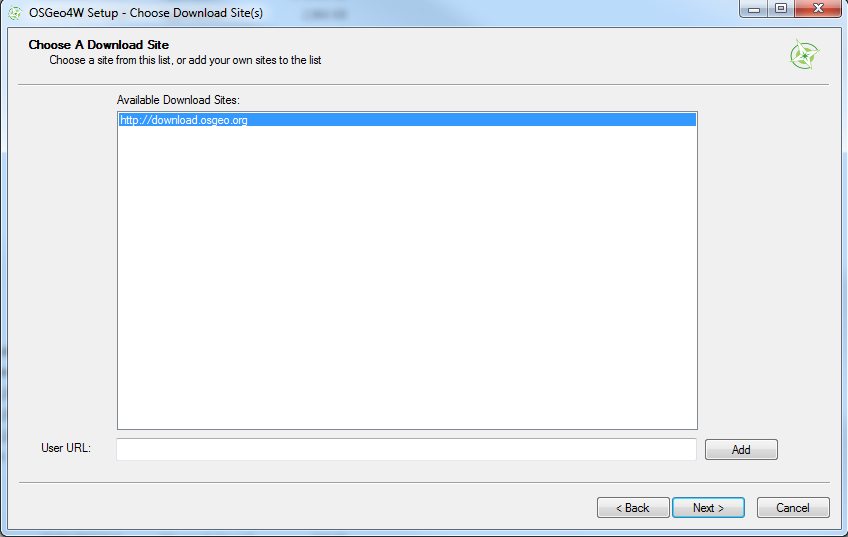 OSGeo4W Setup - Choose Download Site(s)
Choose A Download Site
Choose a site from this list, or add your own sites to the list
Available Download Sites:
http://download.osgeo.org
User URL:
Add
< Back
Next >
Cancel